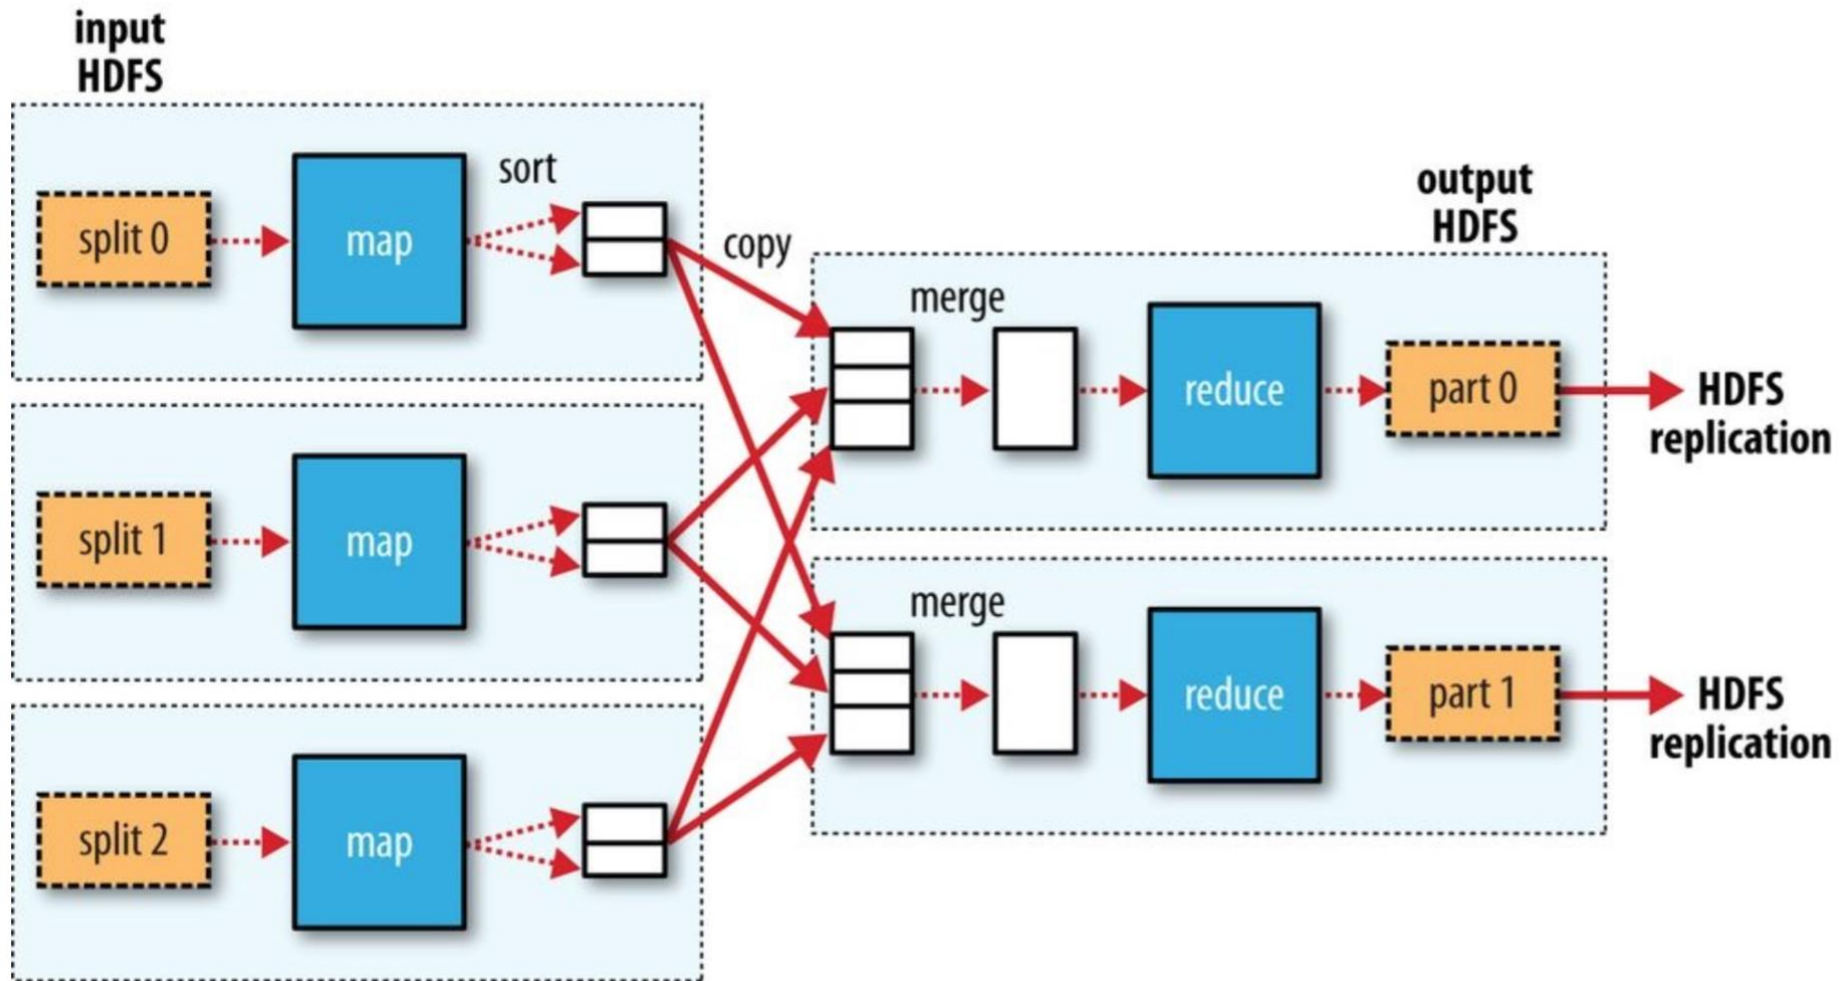 input
HDFS
split 0
map
sort
copy
split 1
map
split 2
map
output
HDFS
merge
reduce
part 0
HDFS
replication
merge
reduce
part 1
HDFS
replication